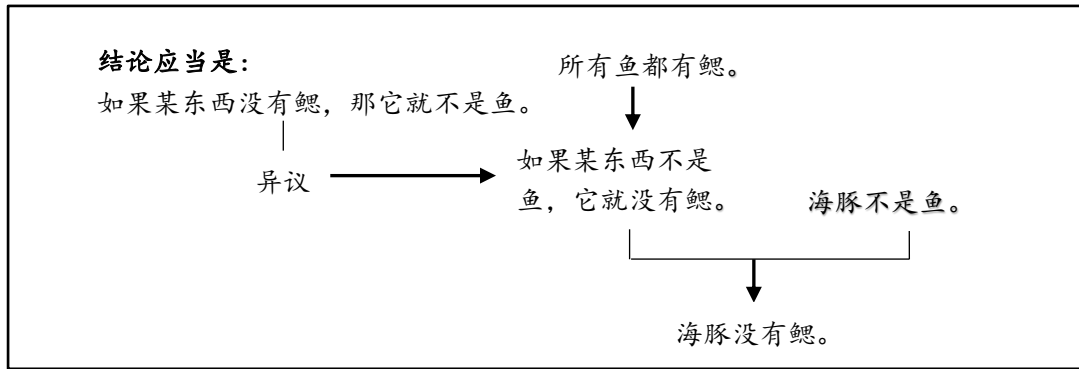 结论应当是：
如果某东西没有鳃，那它就不是鱼。
所有鱼都有鳃。
异议
如果某东西不是
鱼，它就没有鳃。
海豚不是鱼。
海豚没有鳃。